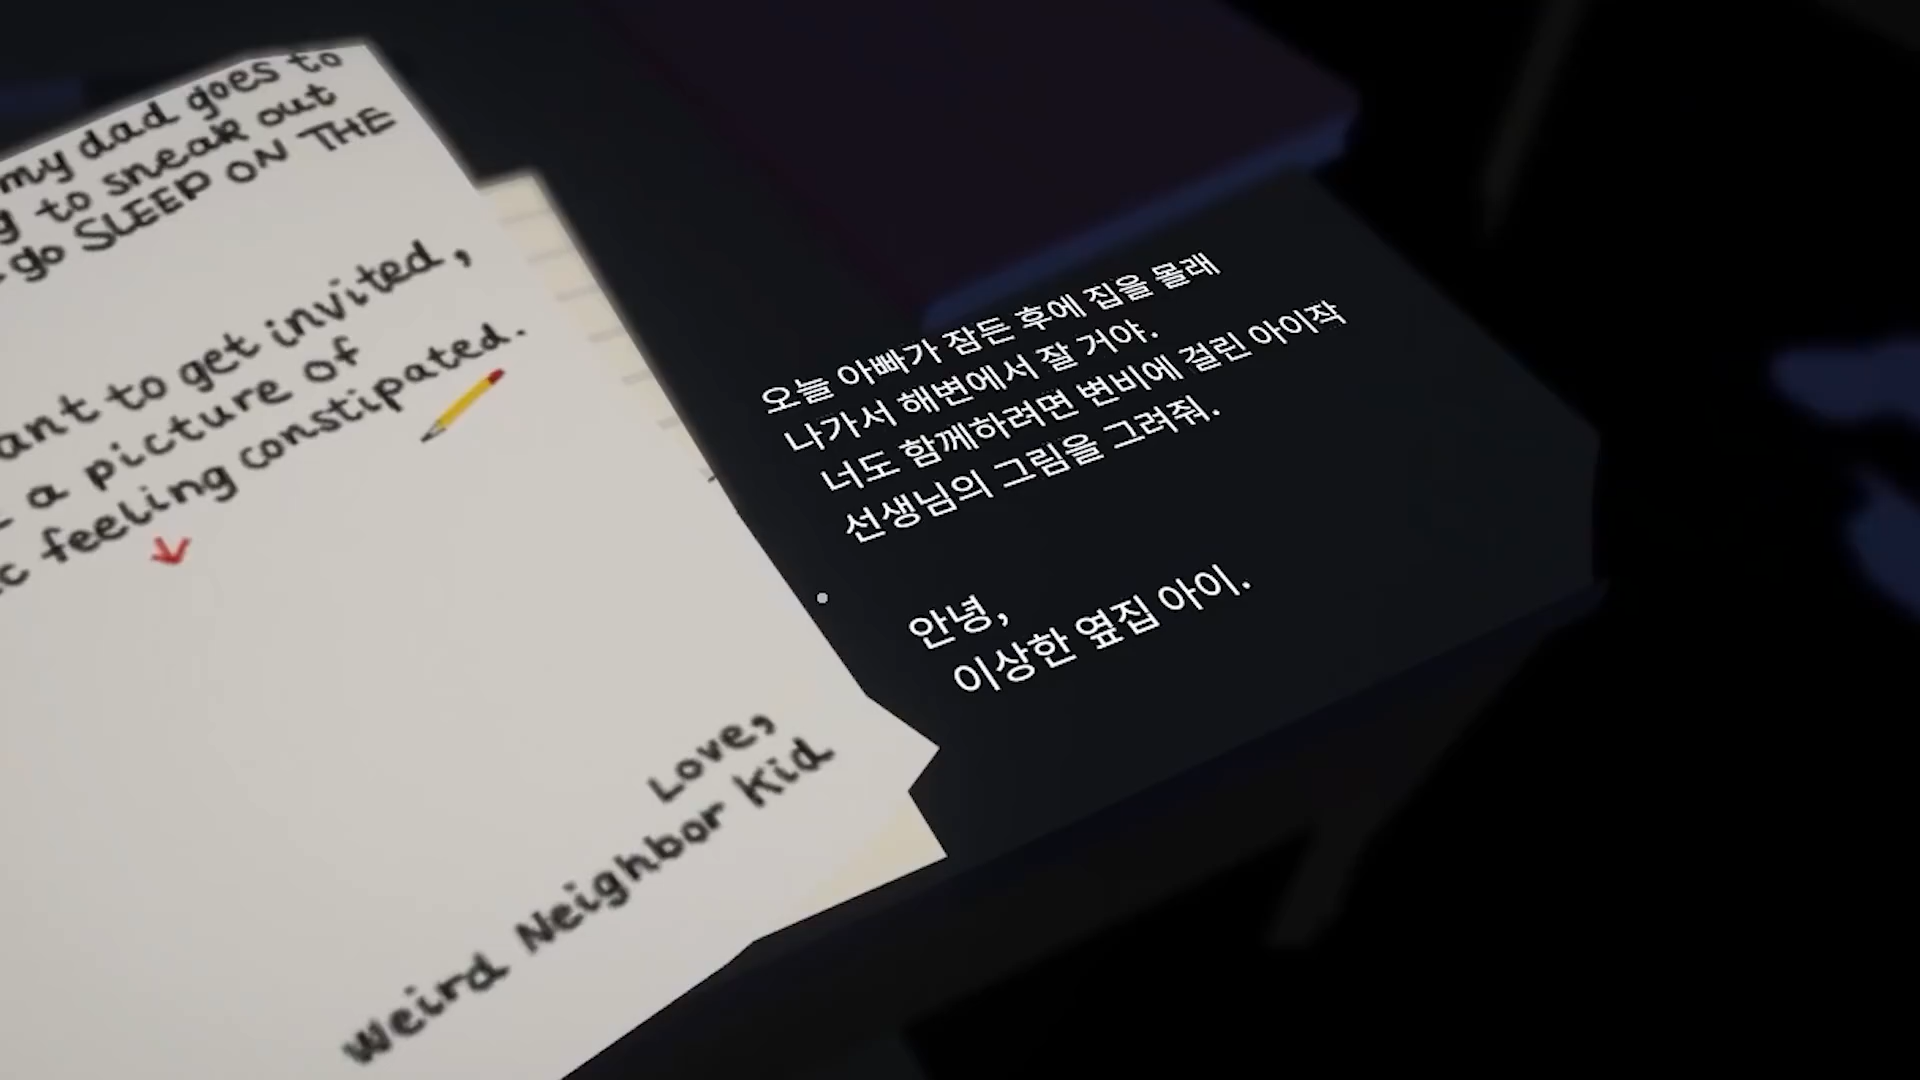 my dad goes to
to sneak out
go SLEEP ON THE
to get invited,
a picture of
feeling constipated.
Love,
Weird Neighbor Kid
오늘 아빠가 잠든 후에 집을 몰래
나가서 해변에서 잘 거야.
너도 함께하려면 변비에 걸린 아이작
선생님의 그림을 그려줘.
안녕,
이상한 옆집 아이.